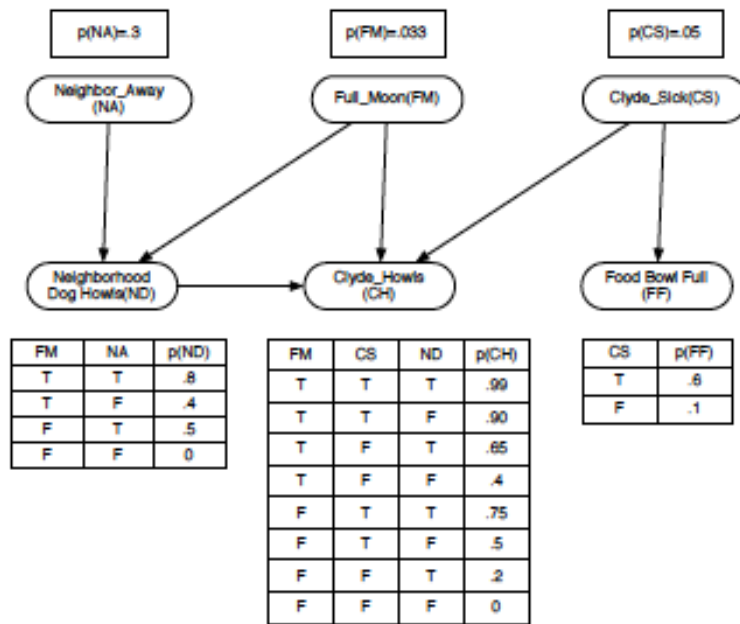 p(NA)=.3 p(FM)=.033 p(CS)=.05
Neighbor_Away
(NA)
Full_Moon(FM)
Clyde_Sick(CS)
Neighborhood
Dog Howls(ND)
Clyde_Howls
(CH)
Food Bowl Full
(FF)
FM NA p(ND)
T T .8
T F .4
F T .5
F F 0
FM CS ND p(CH)
T T T .99
T T F .90
T F T .65
T F F .4
F T T .75
F T F .5
F F T .2
F F F 0
CS p(FF)
T .6
F .1